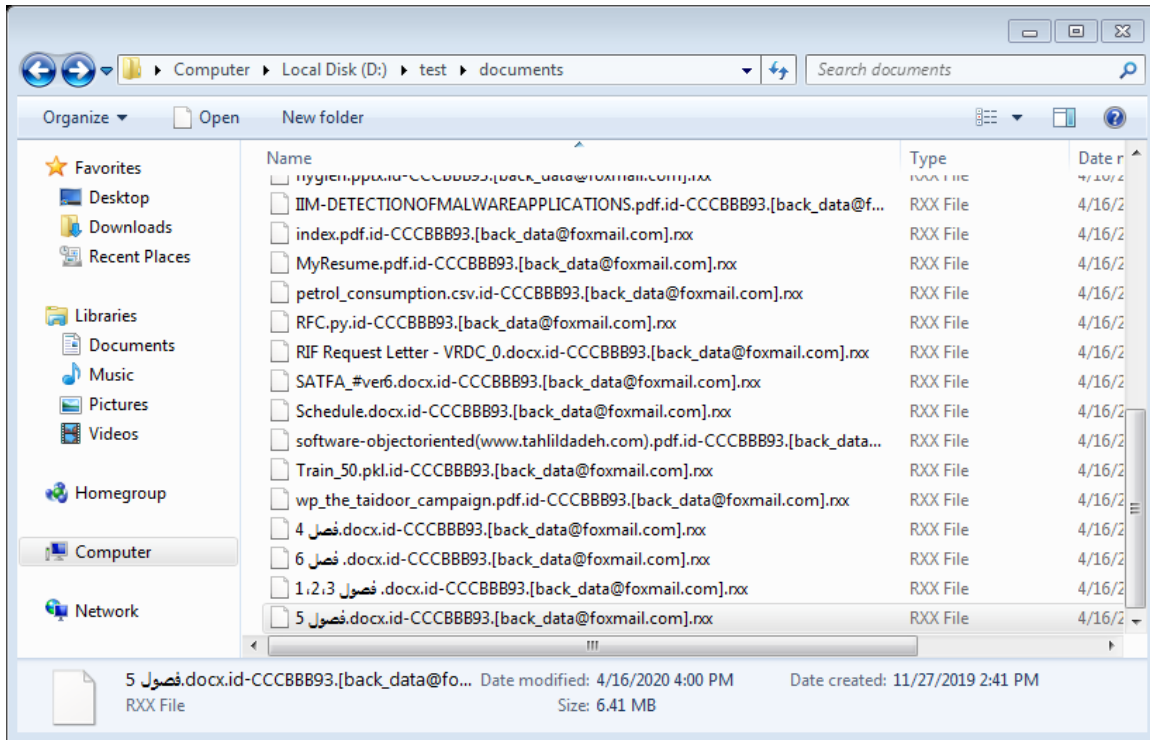 Computer ▸ Local Disk (D:) ▸ test ▸ documents
Search documents
Organize Open New folder
Favorites
Desktop
Downloads
Recent Places
Libraries
Documents
Music
Pictures
Videos
Homegroup
Computer
Network
Name Type Date
IIM-DETECTIONOFMALWAREAPPLICATIONS.pdf.id-CCCBBB93.[back_data@f... RXX File 4/16/2
index.pdf.id-CCCBBB93.[back_data@foxmail.com].rxx RXX File 4/16/2
MyResume.pdf.id-CCCBBB93.[back_data@foxmail.com].rxx RXX File 4/16/2
petrol_consumption.csv.id-CCCBBB93.[back_data@foxmail.com].rxx RXX File 4/16/2
RFC.py.id-CCCBBB93.[back_data@foxmail.com].rxx RXX File 4/16/2
RIF Request Letter - VRDC_0.docx.id-CCCBBB93.[back_data@foxmail.com].rxx RXX File 4/16/2
SATFA_#ver6.docx.id-CCCBBB93.[back_data@foxmail.com].rxx RXX File 4/16/2
Schedule.docx.id-CCCBBB93.[back_data@foxmail.com].rxx RXX File 4/16/2
software-objectoriented(www.tahlildadeh.com).pdf.id-CCCBBB93.[back_data... RXX File 4/16/2
Train_50.pkl.id-CCCBBB93.[back_data@foxmail.com].rxx RXX File 4/16/2
wp_the_taidoor_campaign.pdf.id-CCCBBB93.[back_data@foxmail.com].rxx RXX File 4/16/2
فصل 4.docx.id-CCCBBB93.[back_data@foxmail.com].rxx RXX File 4/16/2
فصل 6 .docx.id-CCCBBB93.[back_data@foxmail.com].rxx RXX File 4/16/2
فصول 1،2،3 .docx.id-CCCBBB93.[back_data@foxmail.com].rxx RXX File 4/16/2
فصول 5.docx.id-CCCBBB93.[back_data@foxmail.com].rxx RXX File 4/16/2
فصول 5.docx.id-CCCBBB93.[back_data@fo... Date modified: 4/16/2020 4:00 PM Date created: 11/27/2019 2:41 PM
RXX File Size: 6.41 MB